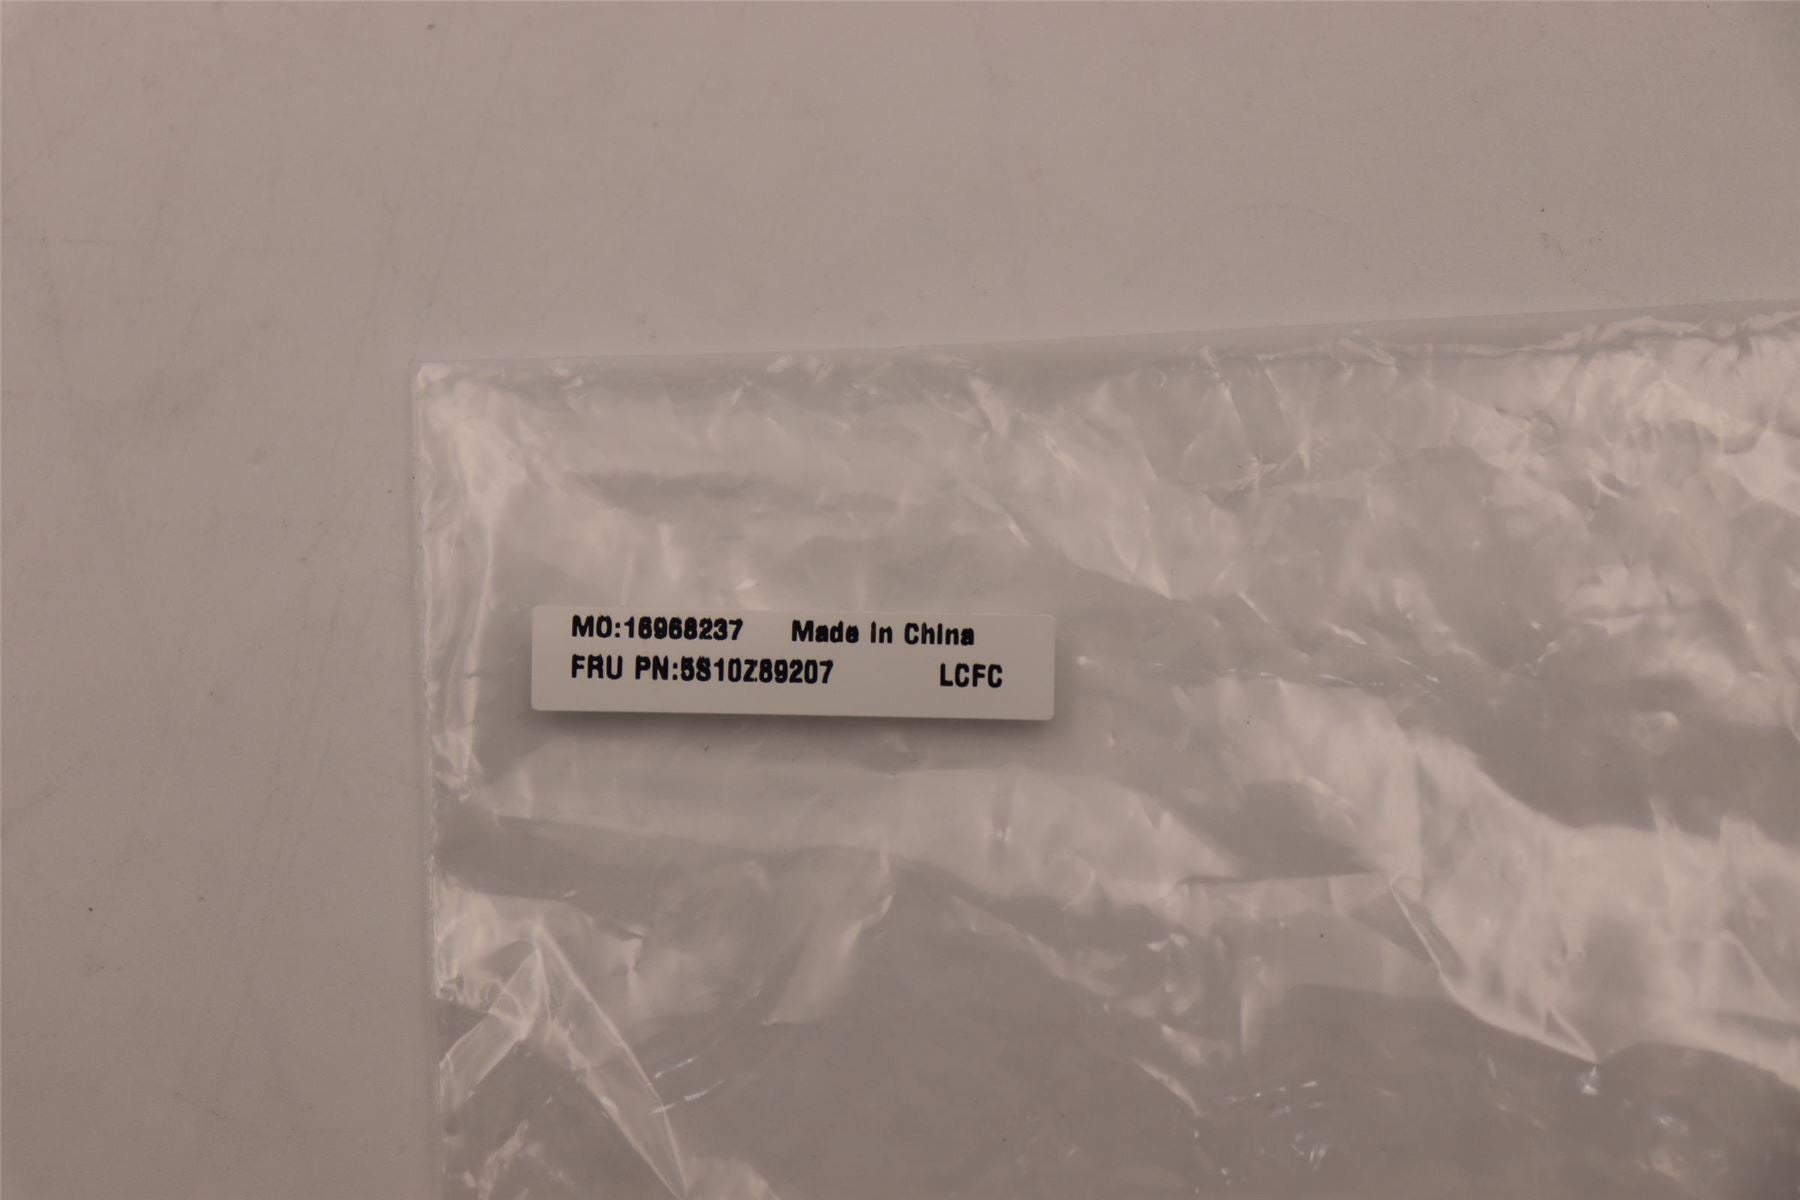 MO:16968237 Made in China
FRU PN:5S10Z89207 LCFC